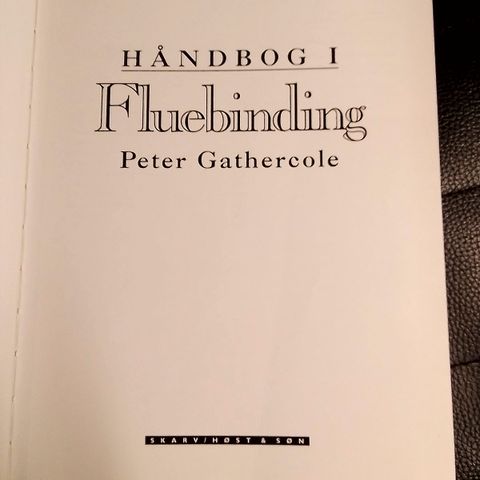 HÅNDBOG I
Fluebinding
Peter Gathercole
SKARV/HØST & SØN